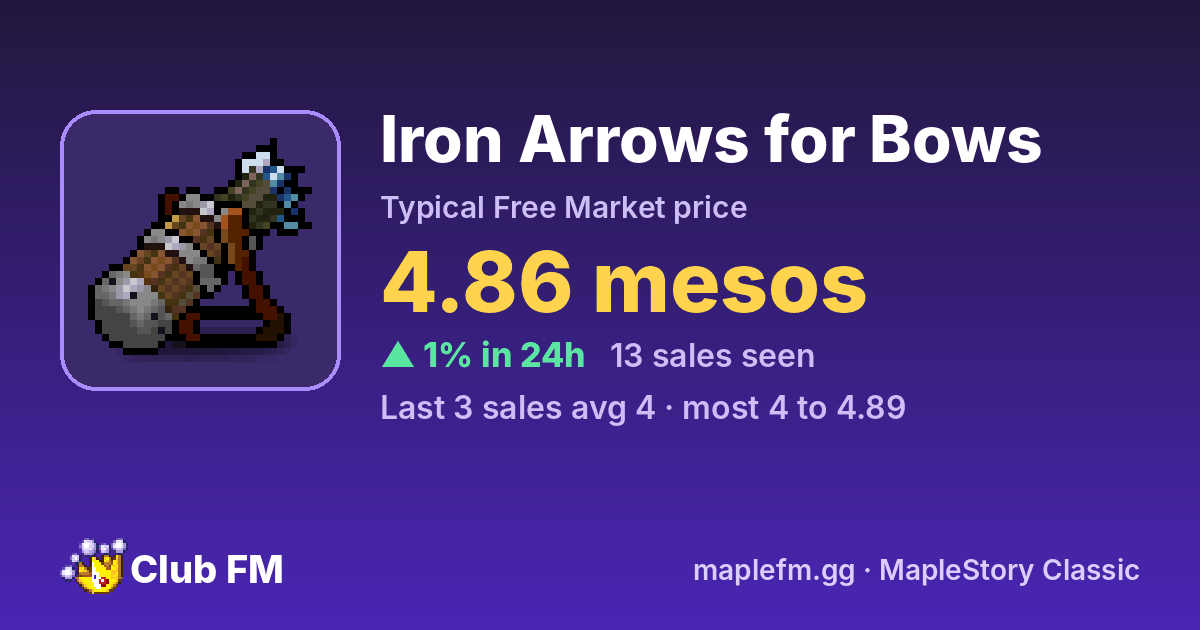 Iron Arrows for Bows
Typical Free Market price
4.86 mesos
▲ 1% in 24h 13 sales seen
Last 3 sales avg 4 · most 4 to 4.89
Club FM
maplefm.gg · MapleStory Classic